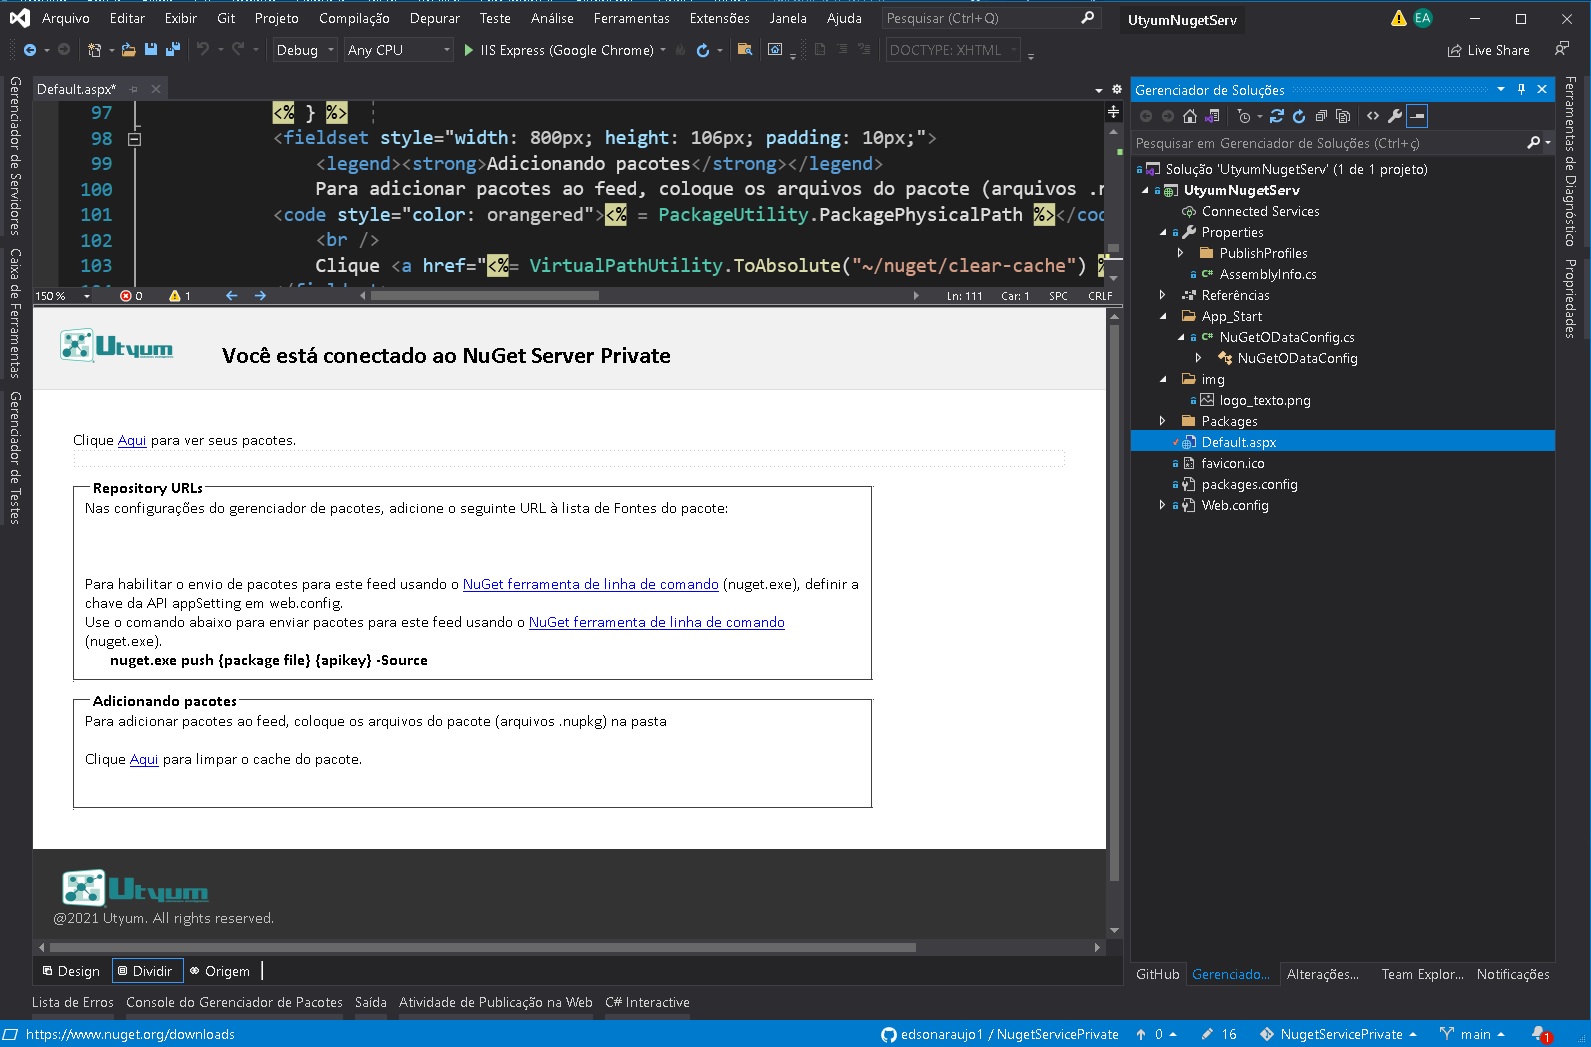 Arquivo Editar Exibir Git Projeto Compilação Depurar Teste Análise Ferramentas Extensões Janela Ajuda Pesquisar (Ctrl+Q) UtyumNugetServ EA
Debug Any CPU IIS Express (Google Chrome) DOCTYPE: XHTML Live Share
Gerenciador de Servidores
Caixa de Ferramentas
Gerenciador de Testes
Default.aspx*
97 <% } %>
98 <fieldset style="width: 800px; height: 106px; padding: 10px;">
99 <legend><strong>Adicionando pacotes</strong></legend>
100 Para adicionar pacotes ao feed, coloque os arquivos do pacote (arquivos .
101 <code style="color: orangered"><% = PackageUtility.PackagePhysicalPath %></cod
102 <br />
103 Clique <a href="<%= VirtualPathUtility.ToAbsolute("~/nuget/clear-cache")
150 % 0 1 Ln: 111 Car: 1 SPC CRLF
Utyum
Você está conectado ao NuGet Server Private
Clique Aqui para ver seus pacotes.
Repository URLs
Nas configurações do gerenciador de pacotes, adicione o seguinte URL à lista de Fontes do pacote:
Para habilitar o envio de pacotes para este feed usando o NuGet ferramenta de linha de comando (nuget.exe), definir a
chave da API appSetting em web.config.
Use o comando abaixo para enviar pacotes para este feed usando o NuGet ferramenta de linha de comando
(nuget.exe).
nuget.exe push {package file} {apikey} -Source
Adicionando pacotes
Para adicionar pacotes ao feed, coloque os arquivos do pacote (arquivos .nupkg) na pasta
Clique Aqui para limpar o cache do pacote.
Utyum
@2021 Utyum. All rights reserved.
Design Dividir Origem
Lista de Erros Console do Gerenciador de Pacotes Saída Atividade de Publicação na Web C# Interactive
Gerenciador de Soluções
Pesquisar em Gerenciador de Soluções (Ctrl+ç)
Solução 'UtyumNugetServ' (1 de 1 projeto)
UtyumNugetServ
Connected Services
Properties
PublishProfiles
C# AssemblyInfo.cs
Referências
App_Start
C# NuGetODataConfig.cs
NuGetODataConfig
img
logo_texto.png
Packages
Default.aspx
favicon.ico
packages.config
Web.config
GitHub Gerenciado... Alterações... Team Explor... Notificações
Ferramentas de Diagnóstico
Propriedades
https://www.nuget.org/downloads edsonaraujo1 / NugetServicePrivate 0 16 NugetServicePrivate main 1